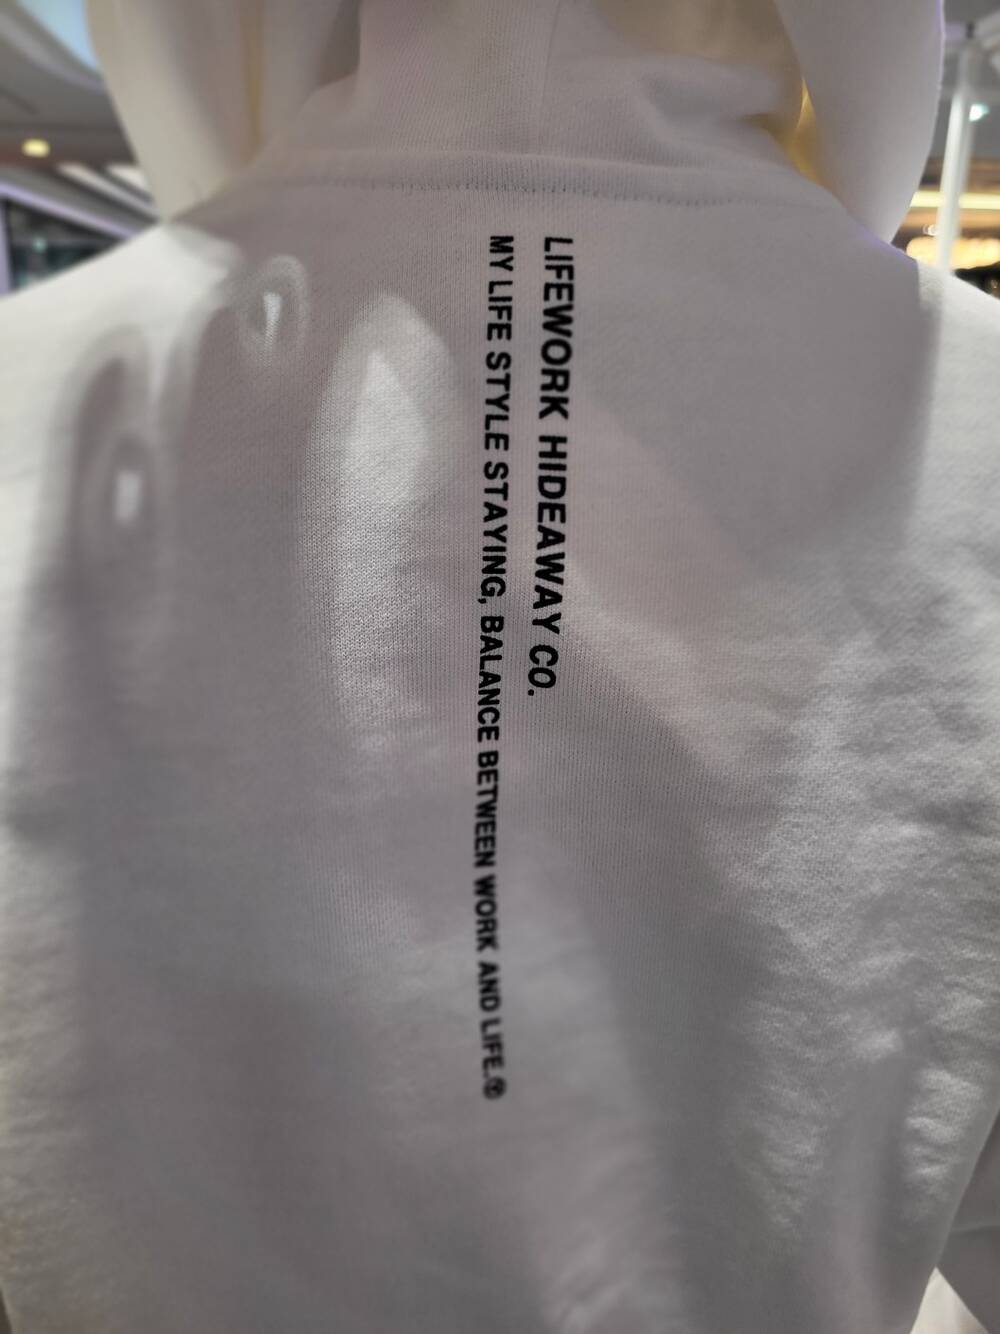 LIFEWORK HIDEAWAY CO.
MY LIFE STYLE STAYING, BALANCE BETWEEN WORK AND LIFE.®